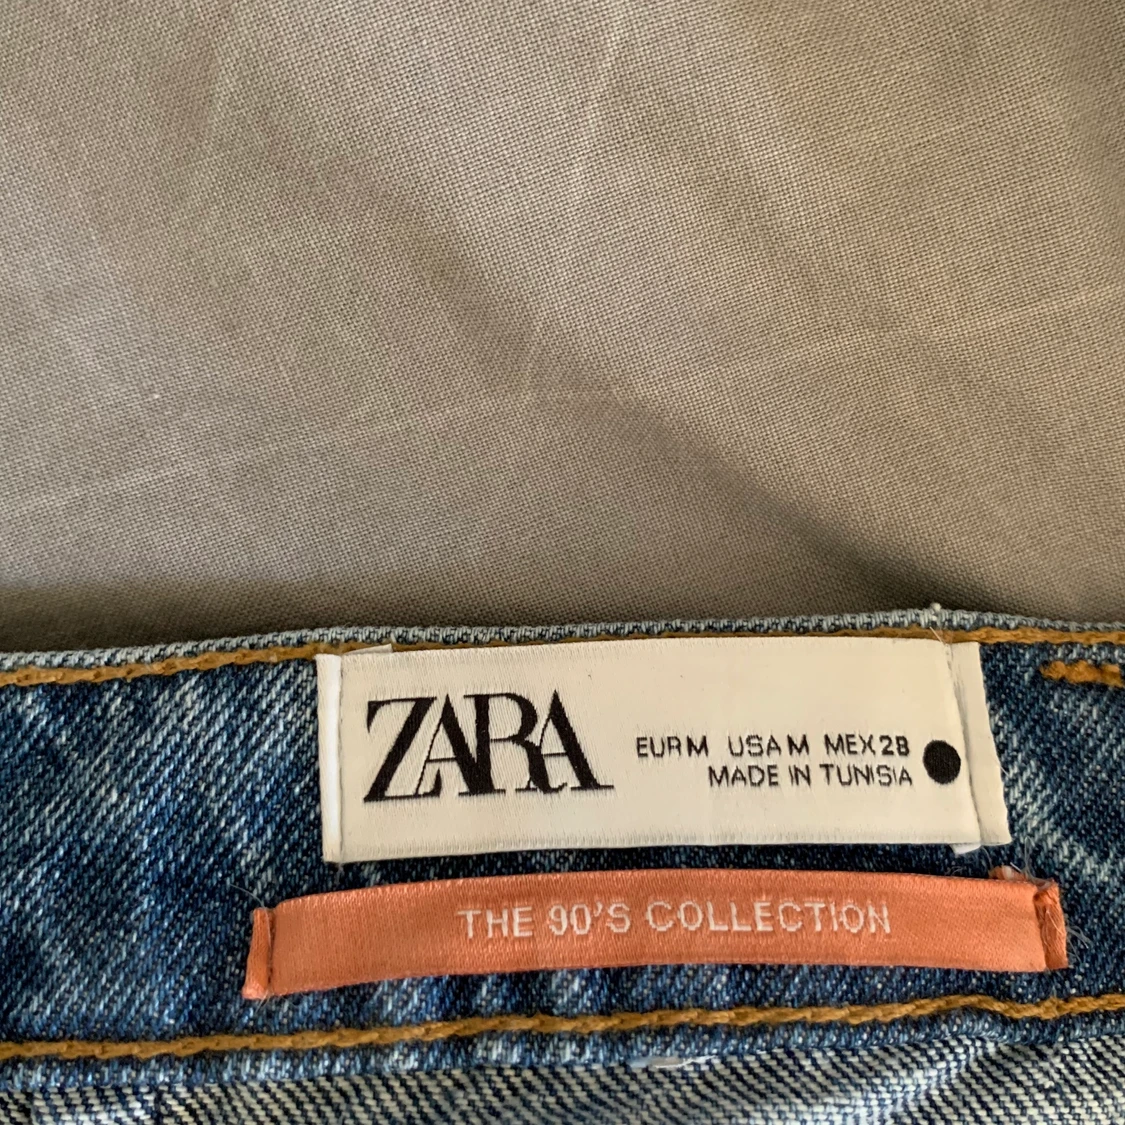 ZARA
EUR M USA M MEX 28
MADE IN TUNISIA
THE 90'S COLLECTION